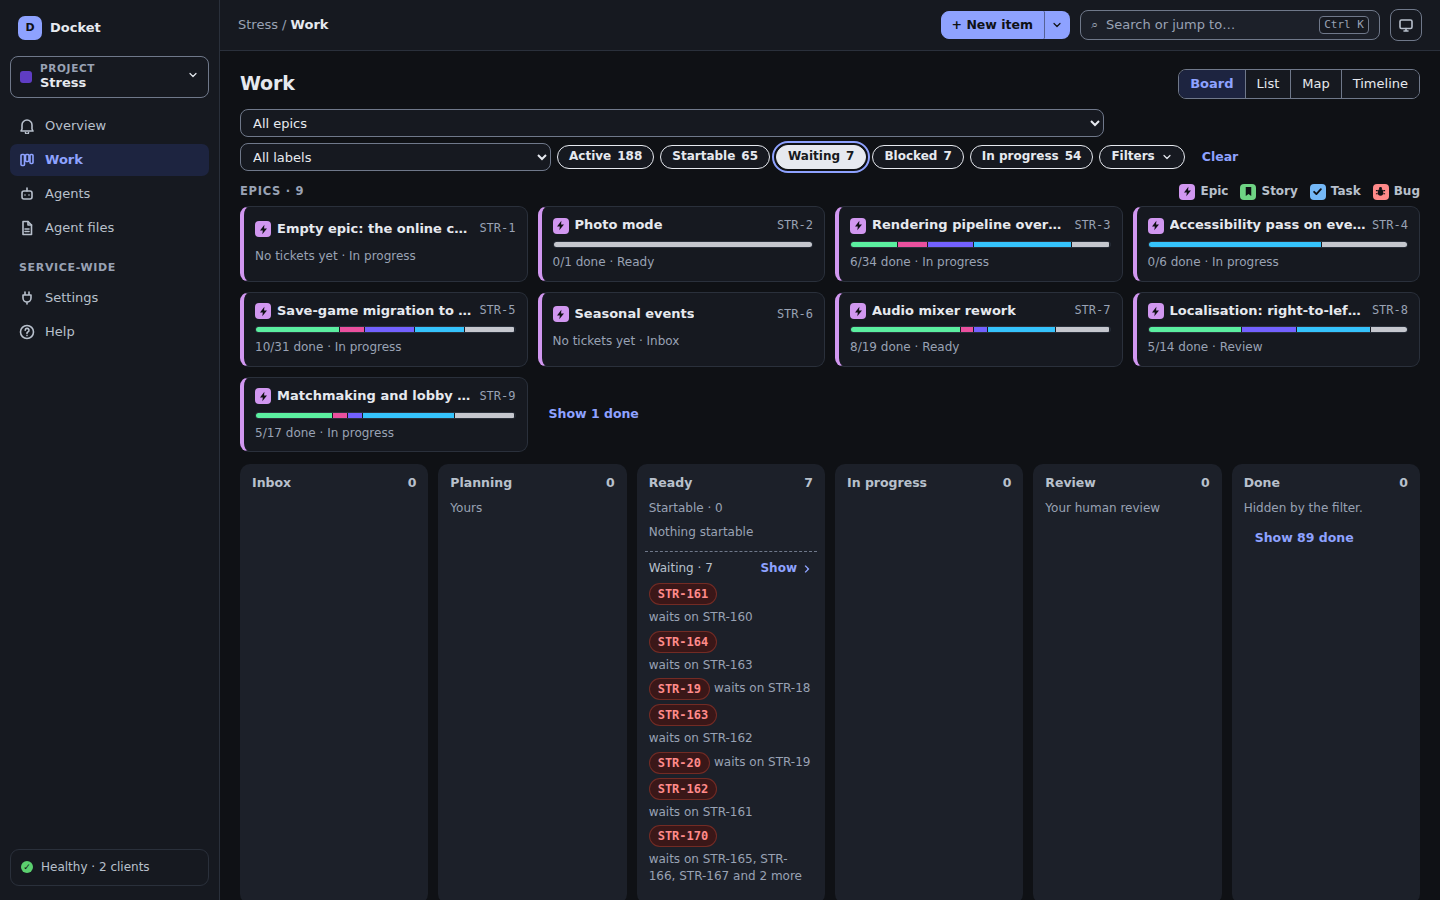 D Docket
PROJECT
Stress
Overview
Work
Agents
Agent files
SERVICE-WIDE
Settings
Help
Healthy · 2 clients
Stress / Work
+ New item
Search or jump to...
Ctrl K
Work
Board List Map Timeline
All epics
All labels
Active 188
Startable 65
Waiting 7
Blocked 7
In progress 54
Filters
Clear
EPICS · 9
Epic Story Task Bug
Empty epic: the online c... STR-1
No tickets yet · In progress
Photo mode STR-2
0/1 done · Ready
Rendering pipeline over... STR-3
6/34 done · In progress
Accessibility pass on eve... STR-4
0/6 done · In progress
Save-game migration to ... STR-5
10/31 done · In progress
Seasonal events STR-6
No tickets yet · Inbox
Audio mixer rework STR-7
8/19 done · Ready
Localisation: right-to-lef... STR-8
5/14 done · Review
Matchmaking and lobby ... STR-9
5/17 done · In progress
Show 1 done
Inbox 0
Planning 0
Yours
Ready 7
Startable · 0
Nothing startable
Waiting · 7 Show
STR-161
waits on STR-160
STR-164
waits on STR-163
STR-19 waits on STR-18
STR-163
waits on STR-162
STR-20 waits on STR-19
STR-162
waits on STR-161
STR-170
waits on STR-165, STR-
166, STR-167 and 2 more
In progress 0
Review 0
Your human review
Done 0
Hidden by the filter.
Show 89 done